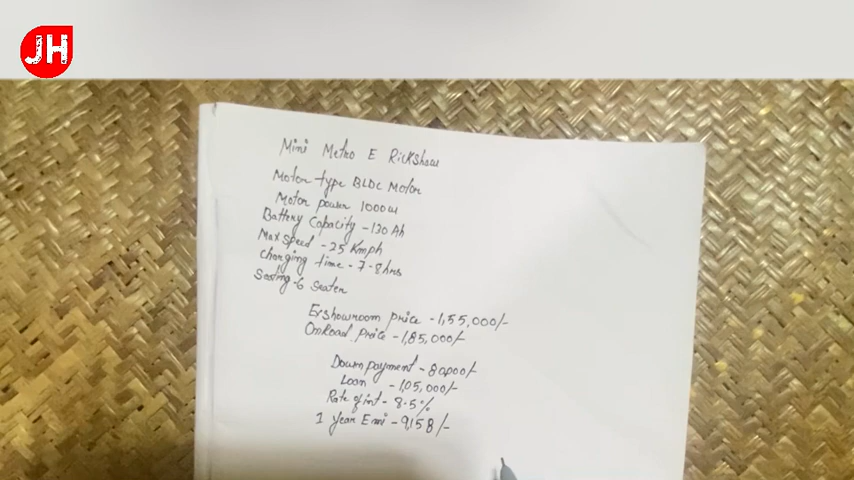 JH
Mini Metro E Rickshaw
Motor type BLDC Motor
Motor power 1000w
Battery Capacity - 130 Ah
Max speed - 25 Kmph
charging time - 7-8 hrs
Seating - 6 Seater
Exshowroom price - 1,55,000/-
OnRoad price - 1,85,000/-
Down payment - 80,000/-
Loan - 1,05,000/-
Rate of int - 8.5%
1 Year Emi - 9,158/-